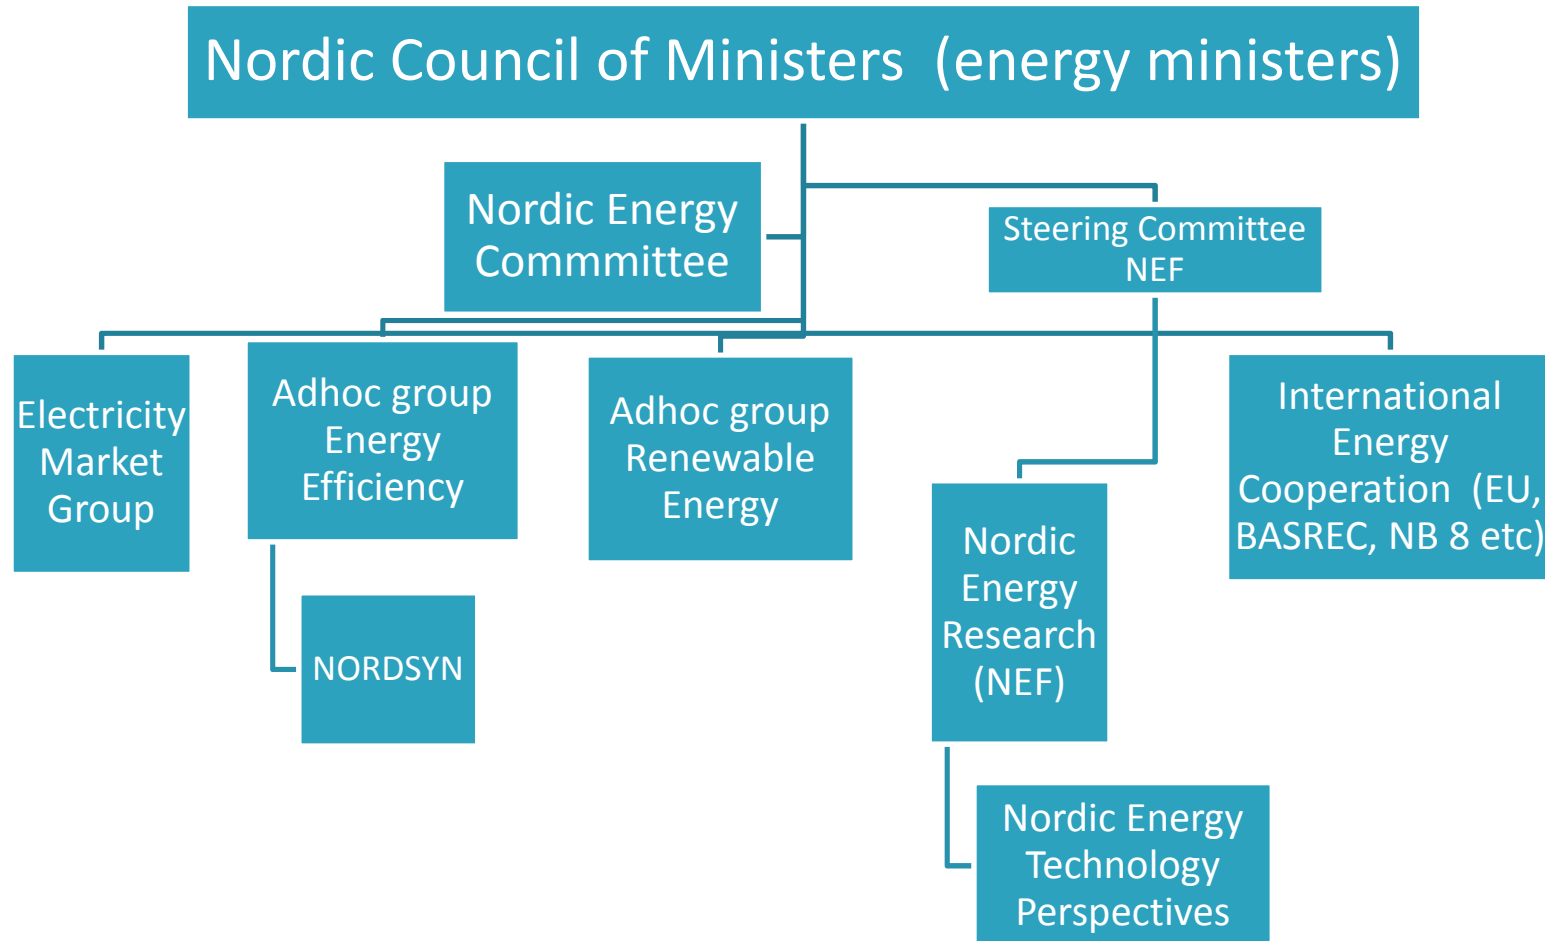 Nordic Council of Ministers (energy ministers)
Nordic Energy
Commmittee
Steering Committee
NEF
Electricity
Market
Group
Adhoc group
Energy
Efficiency
Adhoc group
Renewable
Energy
International
Energy
Cooperation (EU,
BASREC, NB 8 etc)
NORDSYN
Nordic
Energy
Research
(NEF)
Nordic Energy
Technology
Perspectives